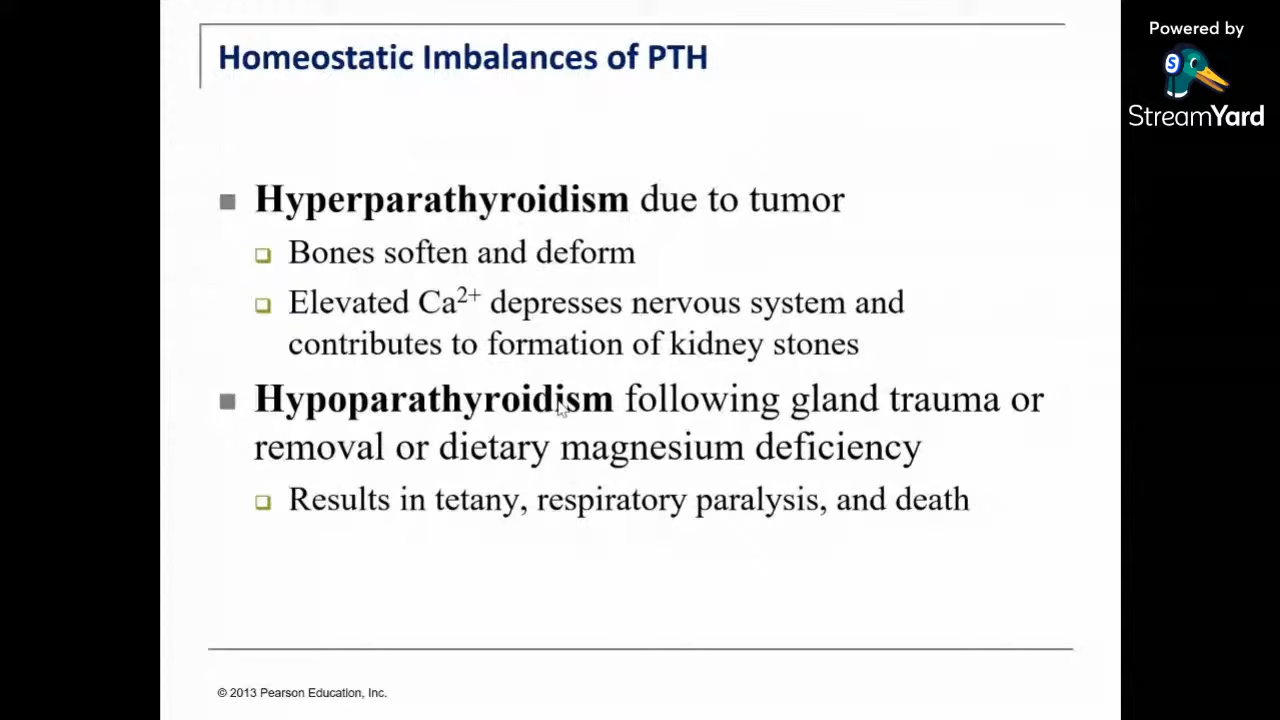 Homeostatic Imbalances of PTH
Powered by
S
StreamYard
Hyperparathyroidism due to tumor
Bones soften and deform
Elevated Ca²⁺ depresses nervous system and
contributes to formation of kidney stones
Hypoparathyroidism following gland trauma or
removal or dietary magnesium deficiency
Results in tetany, respiratory paralysis, and death
© 2013 Pearson Education, Inc.